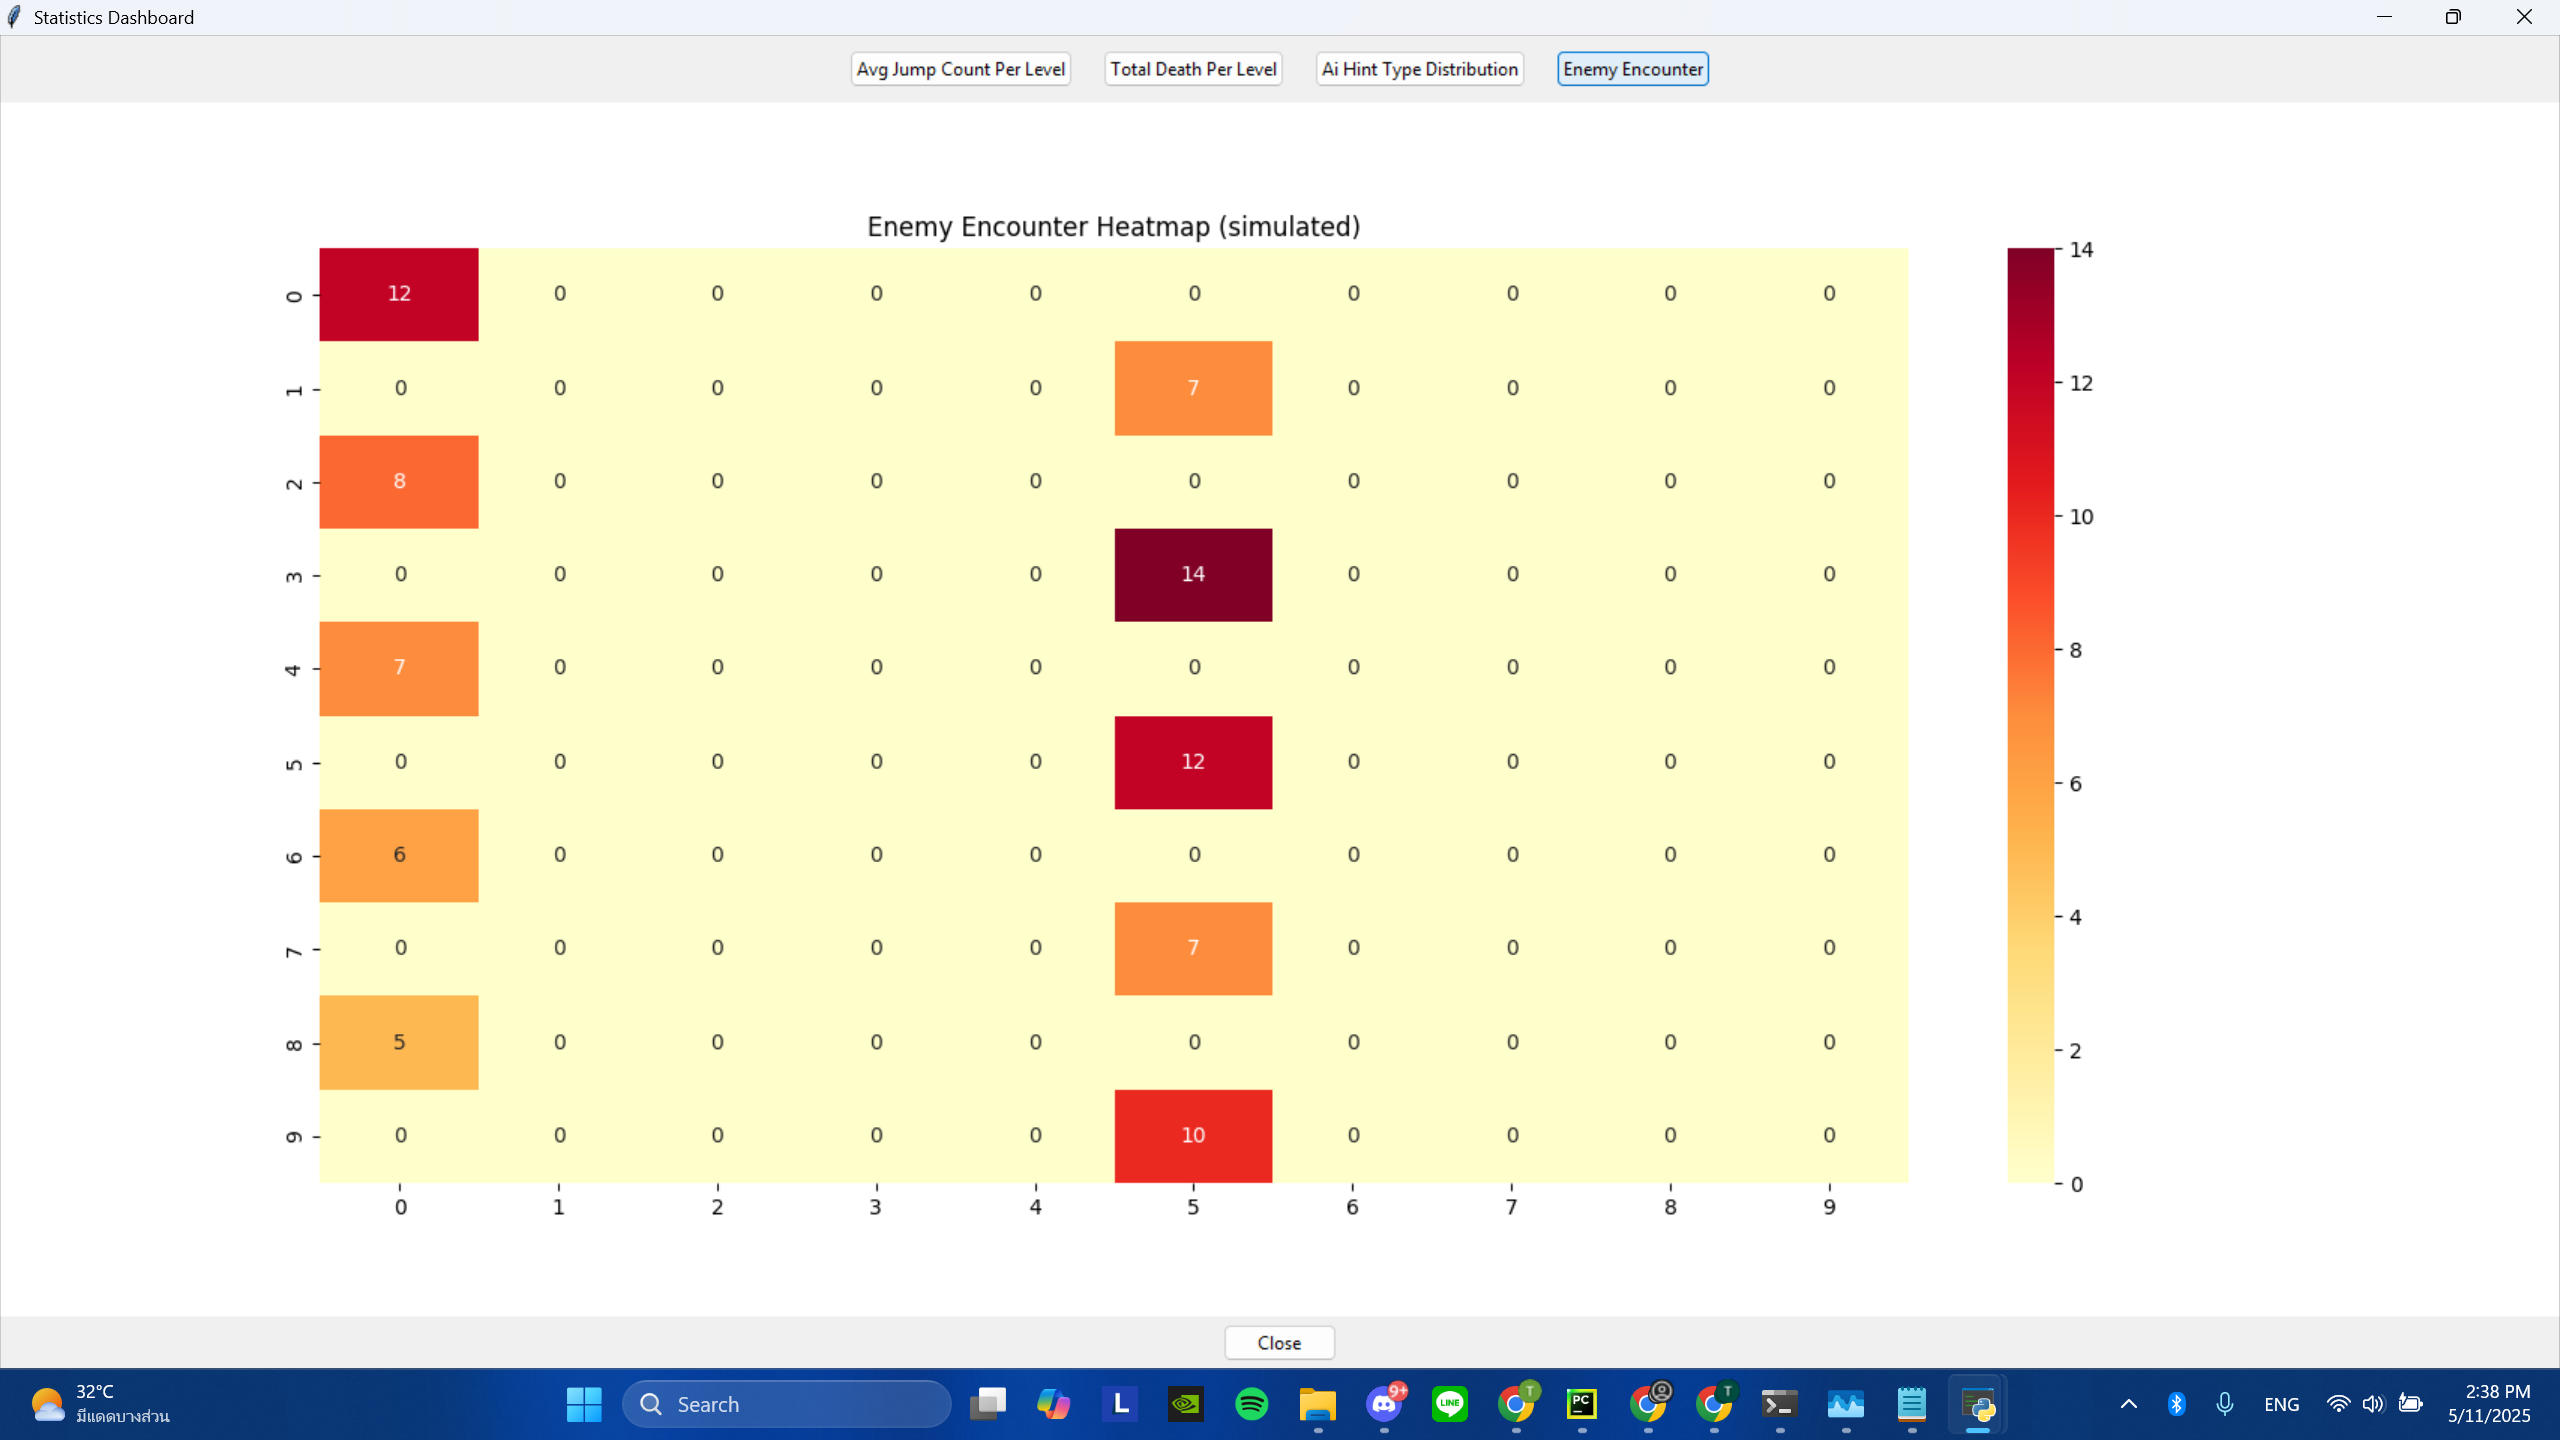 Statistics Dashboard
Avg Jump Count Per Level Total Death Per Level Ai Hint Type Distribution Enemy Encounter
Enemy Encounter Heatmap (simulated)
0 12 0 0 0 0 0 0 0 0 0
1 0 0 0 0 0 7 0 0 0 0
2 8 0 0 0 0 0 0 0 0 0
3 0 0 0 0 0 14 0 0 0 0
4 7 0 0 0 0 0 0 0 0 0
5 0 0 0 0 0 12 0 0 0 0
6 6 0 0 0 0 0 0 0 0 0
7 0 0 0 0 0 7 0 0 0 0
8 5 0 0 0 0 0 0 0 0 0
9 0 0 0 0 0 10 0 0 0 0
0 1 2 3 4 5 6 7 8 9
14
12
10
8
6
4
2
0
Close
32°C
มีแดดบางส่วน
Search
L
9+
LINE
T
PC
T
ENG
2:38 PM
5/11/2025